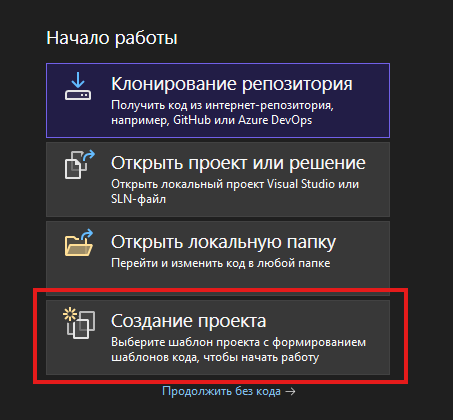 Начало работы
Клонирование репозитория
Получить код из интернет-репозитория,
например, GitHub или Azure DevOps
Открыть проект или решение
Открыть локальный проект Visual Studio или
SLN-файл
Открыть локальную папку
Перейти и изменить код в любой папке
Создание проекта
Выберите шаблон проекта с формированием
шаблонов кода, чтобы начать работу
Продолжить без кода →